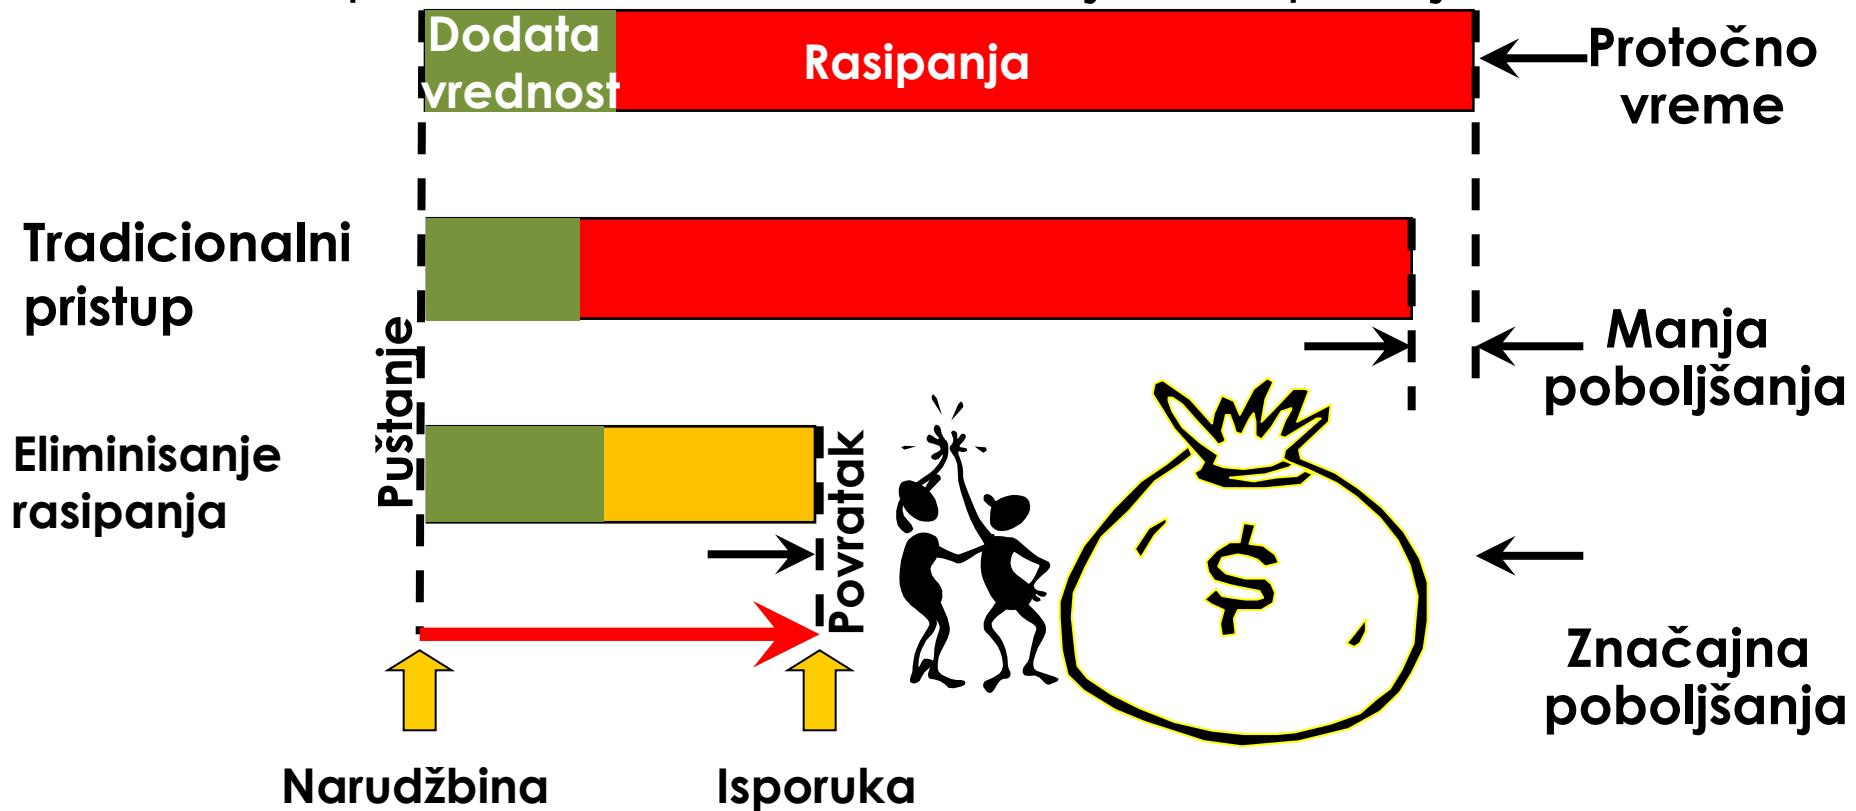 Dodata
vrednost
Rasipanja
Protočno
vreme
Tradicionalni
pristup
Puštanje
Manja
poboljšanja
Eliminisanje
rasipanja
Povratak
$
Značajna
poboljšanja
Narudžbina
Isporuka